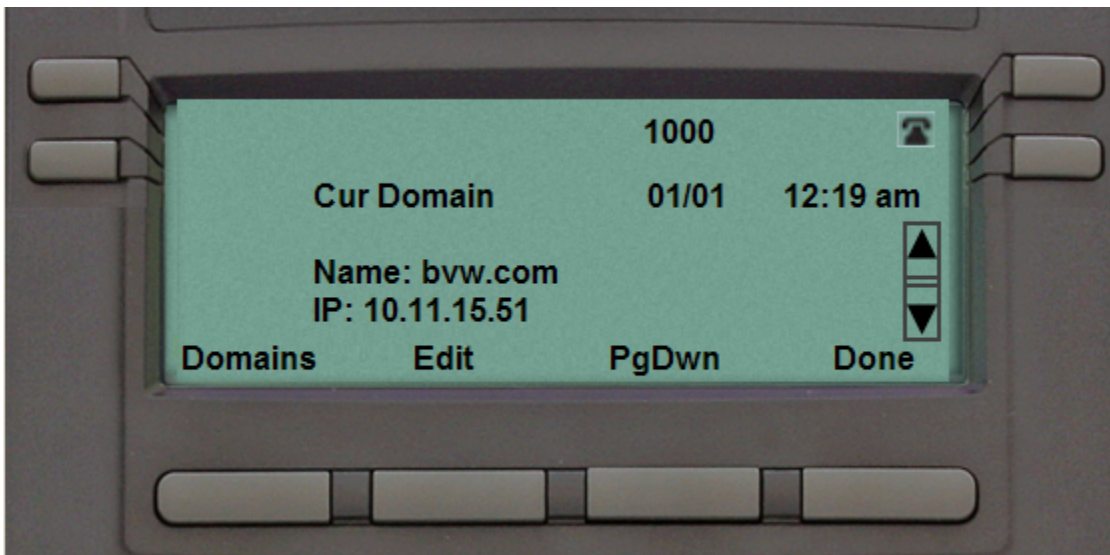 1000
Cur Domain 01/01 12:19 am
Name: bvw.com
IP: 10.11.15.51
Domains Edit PgDwn Done